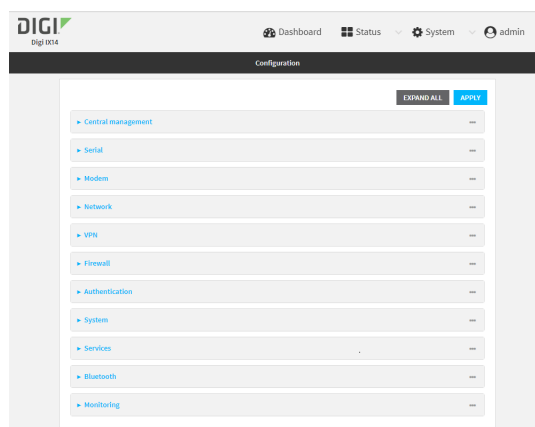 DIGI
Digi IX14
Dashboard
Status
System
admin
Configuration
EXPAND ALL
APPLY
Central management
Serial
Modem
Network
VPN
Firewall
Authentication
System
Services
Bluetooth
Monitoring